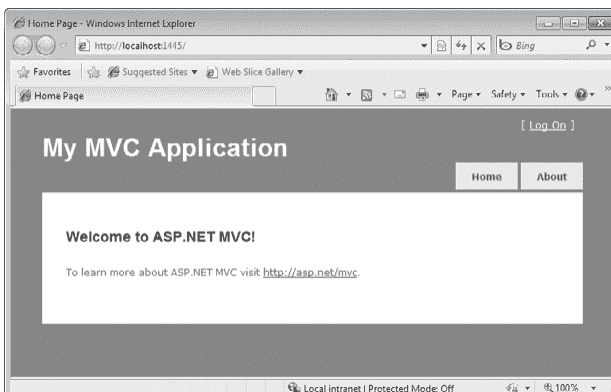 Home Page - Windows Internet Explorer
http://localhost:1445/
Bing
Favorites
Suggested Sites ▾
Web Slice Gallery ▾
Home Page
Page ▾ Safety ▾ Tools ▾
»
[ Log On ]
My MVC Application
Home
About
Welcome to ASP.NET MVC!
To learn more about ASP.NET MVC visit http://asp.net/mvc.
Local intranet | Protected Mode: Off
100%